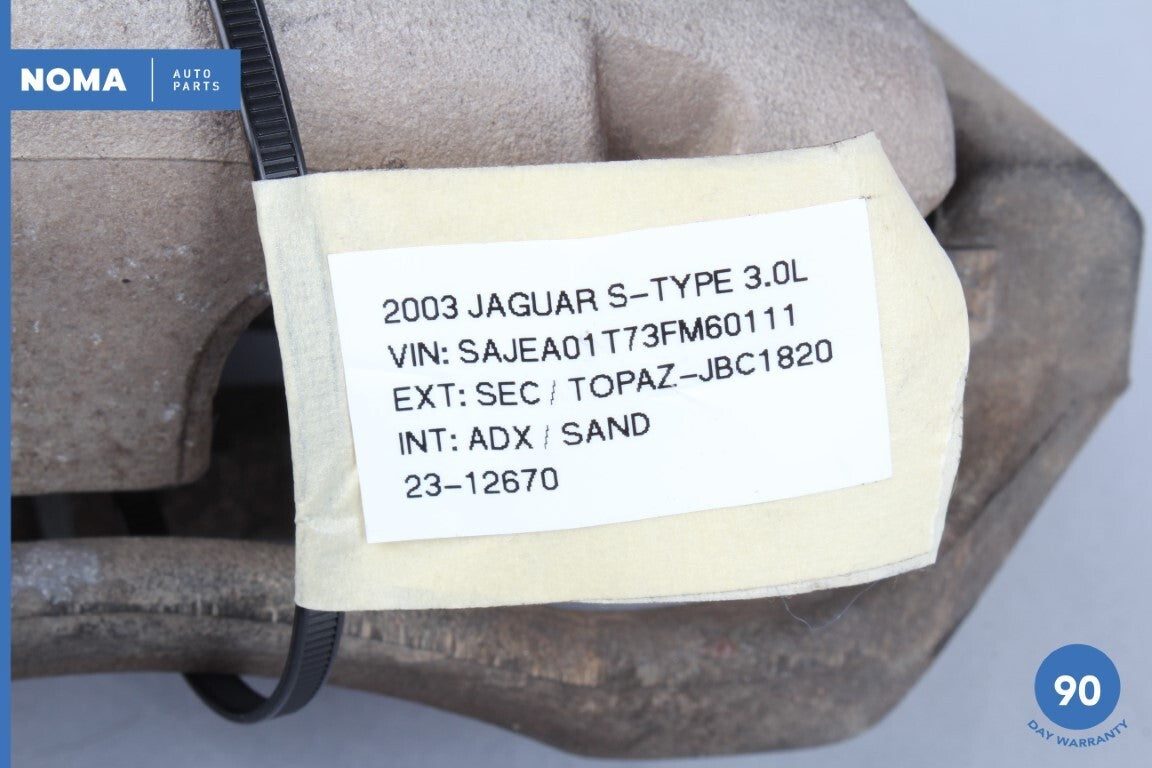 NOMA
AUTO
PARTS
2003 JAGUAR S-TYPE 3.0L
VIN: SAJEA01T73FM60111
EXT: SEC / TOPAZ-JBC1820
INT: ADX / SAND
23-12670
90
DAY WARRANTY